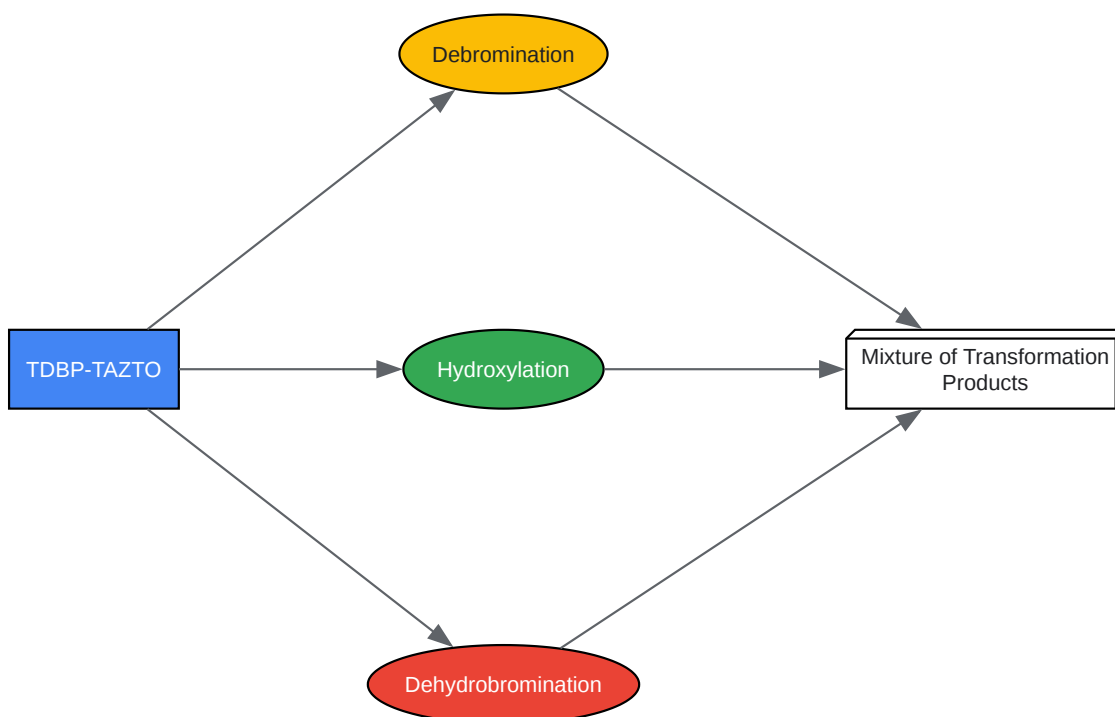 Debromination
TDBP-TAZTO
Hydroxylation
Mixture of Transformation
Products
Dehydrobromination